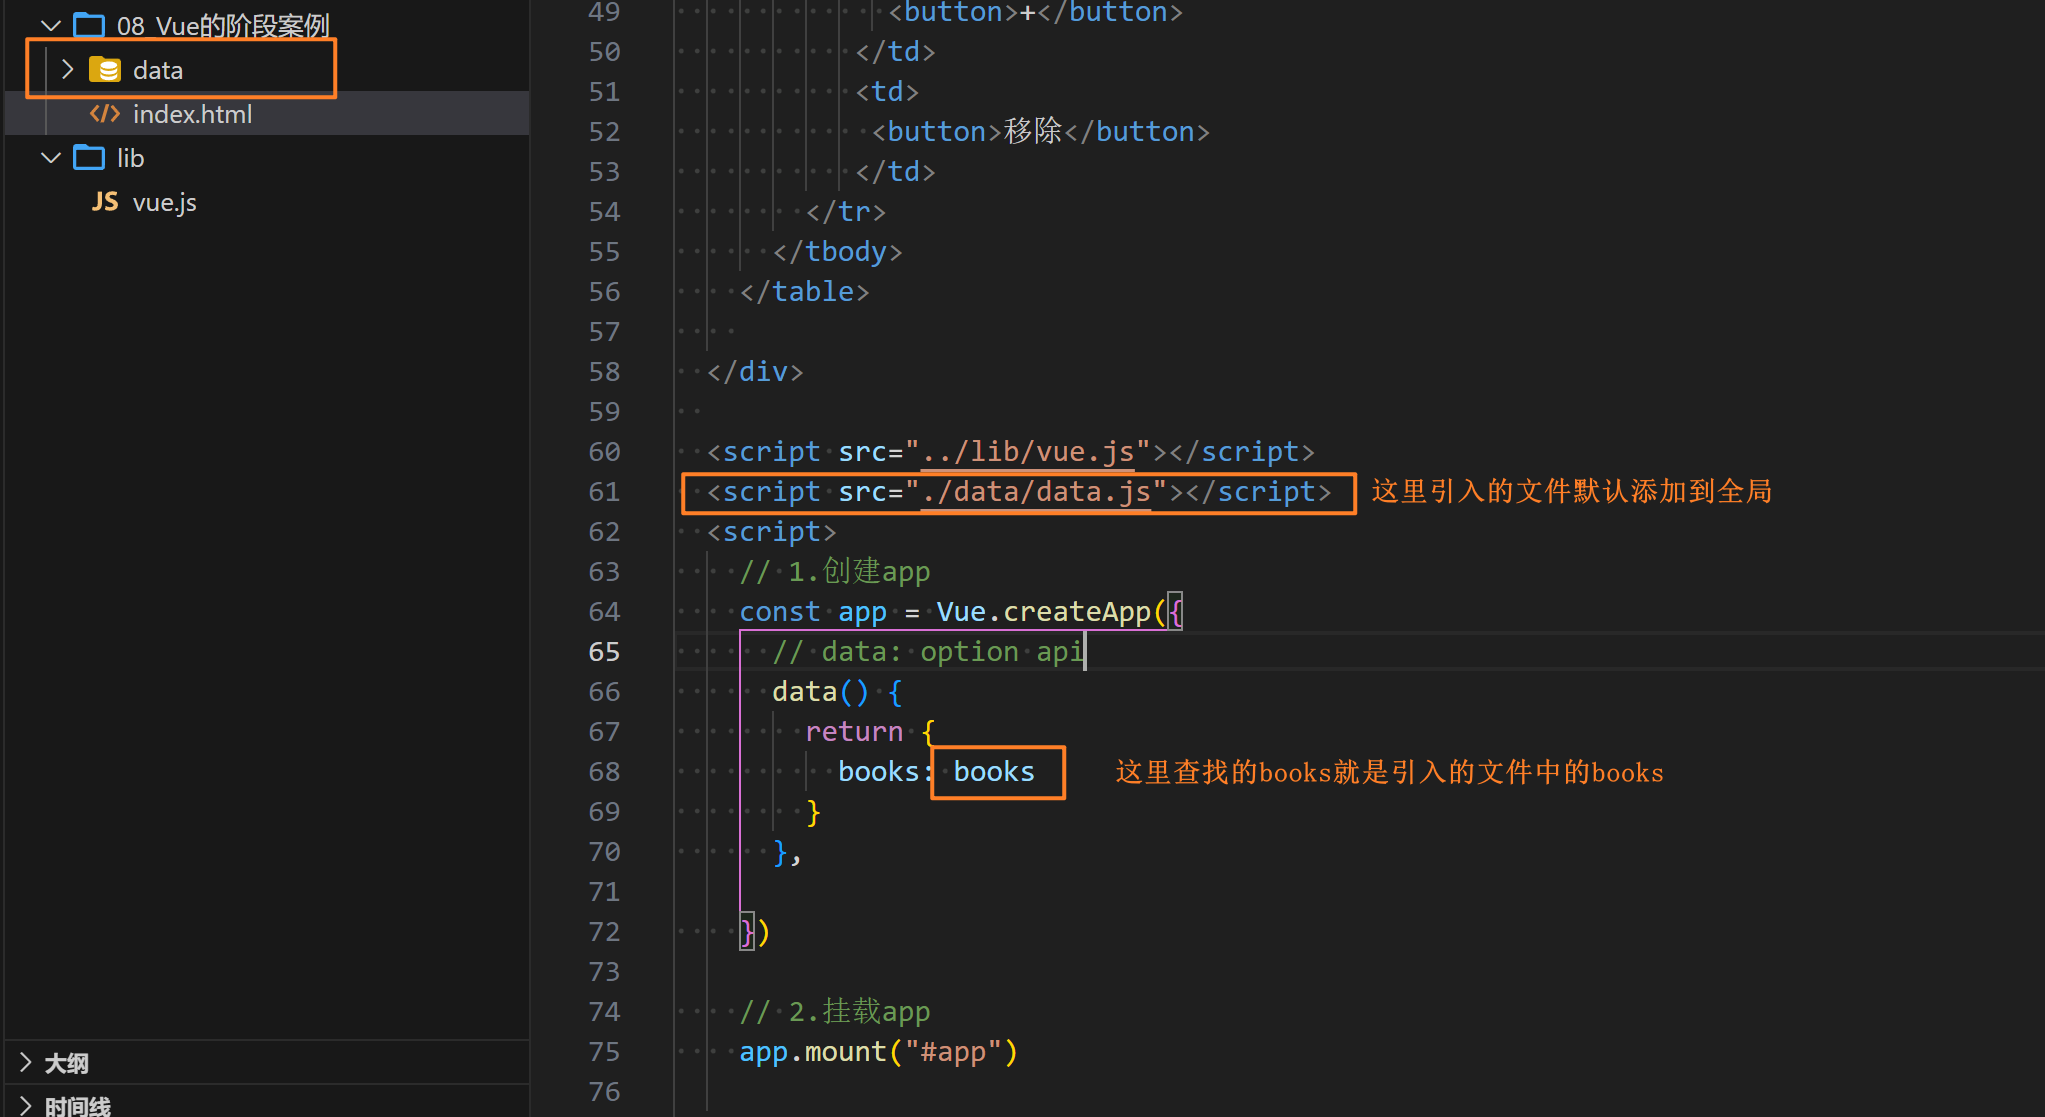 08_Vue的阶段案例
data
index.html
lib
JS vue.js
大纲
时间线
49 <button>+</button>
50 </td>
51 <td>
52 <button>移除</button>
53 </td>
54 </tr>
55 </tbody>
56 </table>
57
58 </div>
59
60 <script src="../lib/vue.js"></script>
61 <script src="./data/data.js"></script> 这里引入的文件默认添加到全局
62 <script>
63 // 1.创建app
64 const app = Vue.createApp({
65 // data: option api
66 data() {
67 return {
68 books: books 这里查找的books就是引入的文件中的books
69 }
70 },
71
72 })
73
74 // 2.挂载app
75 app.mount("#app")
76